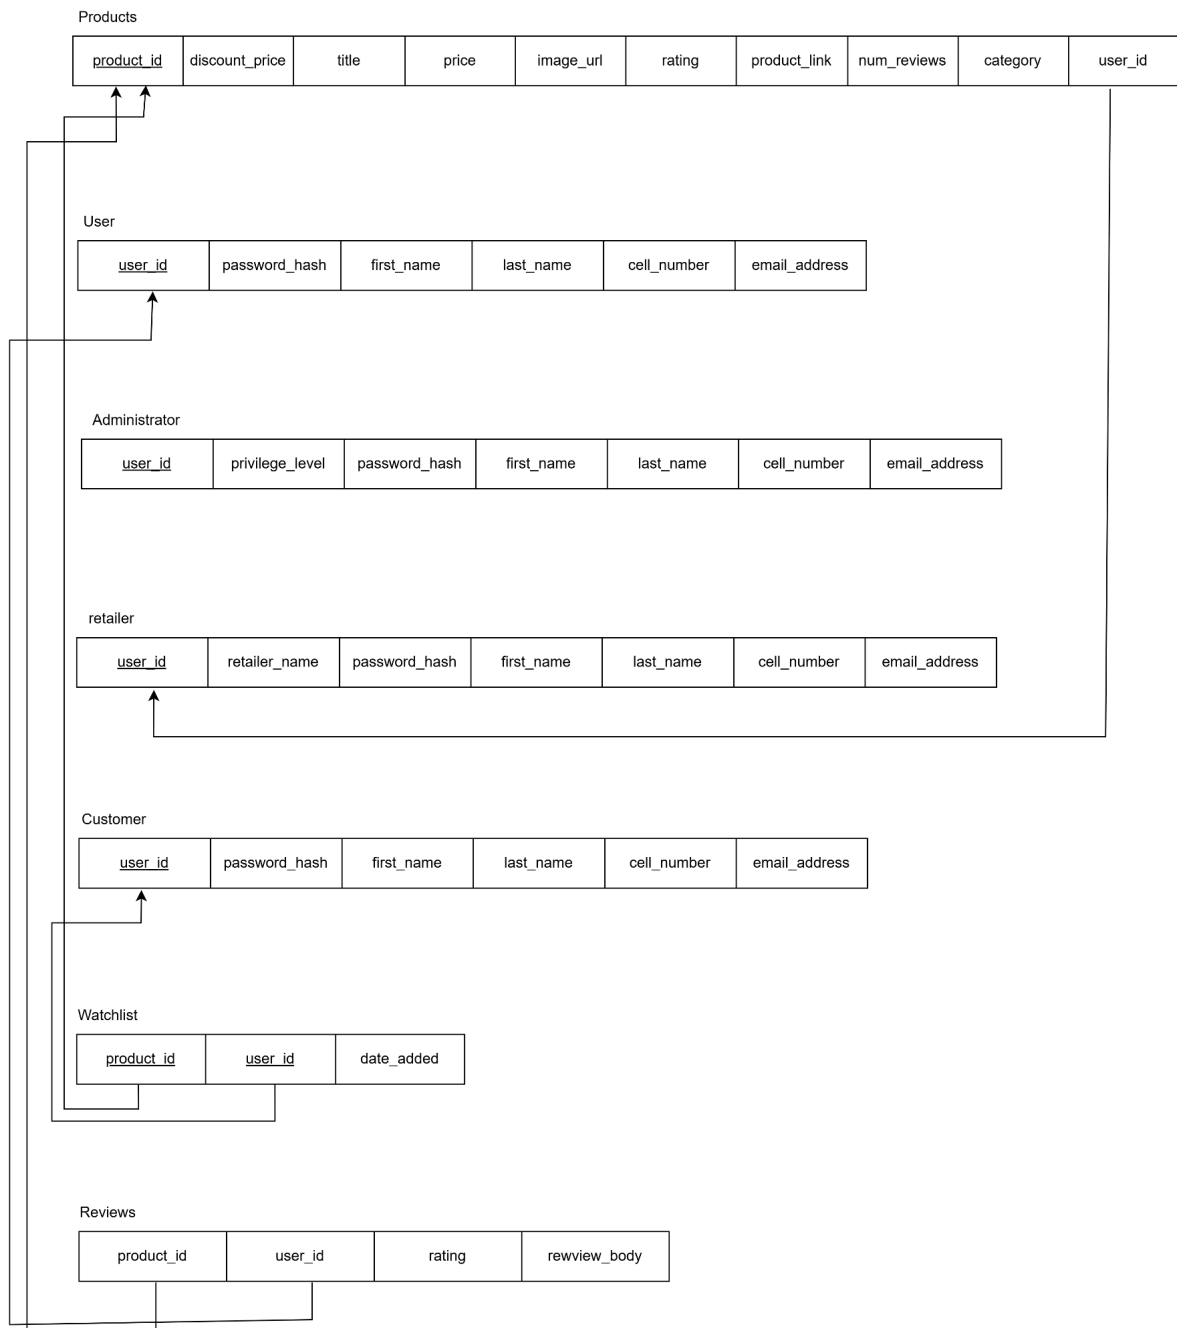 Products
product_id discount_price title price image_url rating product_link num_reviews category user_id
User
user_id password_hash first_name last_name cell_number email_address
Administrator
user_id privilege_level password_hash first_name last_name cell_number email_address
retailer
user_id retailer_name password_hash first_name last_name cell_number email_address
Customer
user_id password_hash first_name last_name cell_number email_address
Watchlist
product_id user_id date_added
Reviews
product_id user_id rating rewview_body